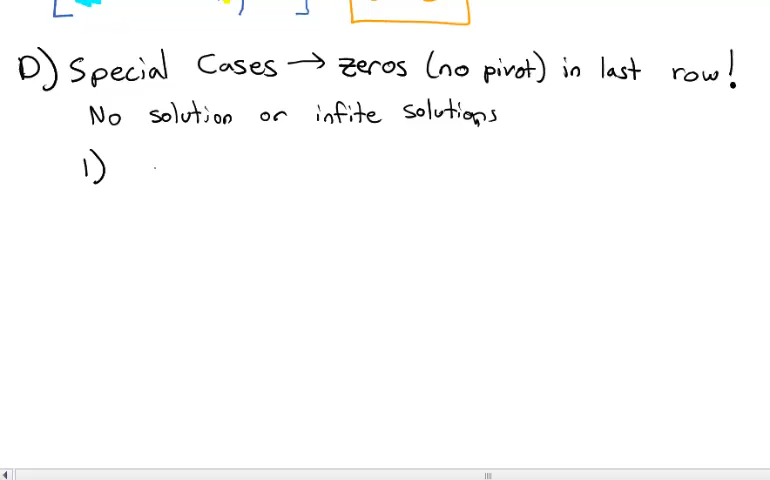 D) Special Cases → zeros (no pivot) in last row!
No solution or infite solutions
1)